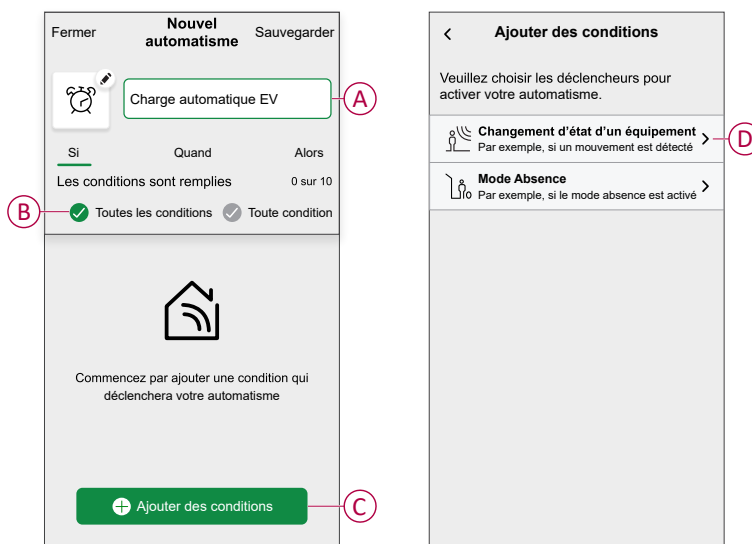 Fermer
Nouvel
automatisme
Sauvegarder
Charge automatique EV
A
Si
Quand
Alors
Les conditions sont remplies
0 sur 10
B
Toutes les conditions
Toute condition
Commencez par ajouter une condition qui
déclenchera votre automatisme
Ajouter des conditions
C
Ajouter des conditions
Veuillez choisir les déclencheurs pour
activer votre automatisme.
Changement d’état d’un équipement
Par exemple, si un mouvement est détecté
D
Mode Absence
Par exemple, si le mode absence est activé